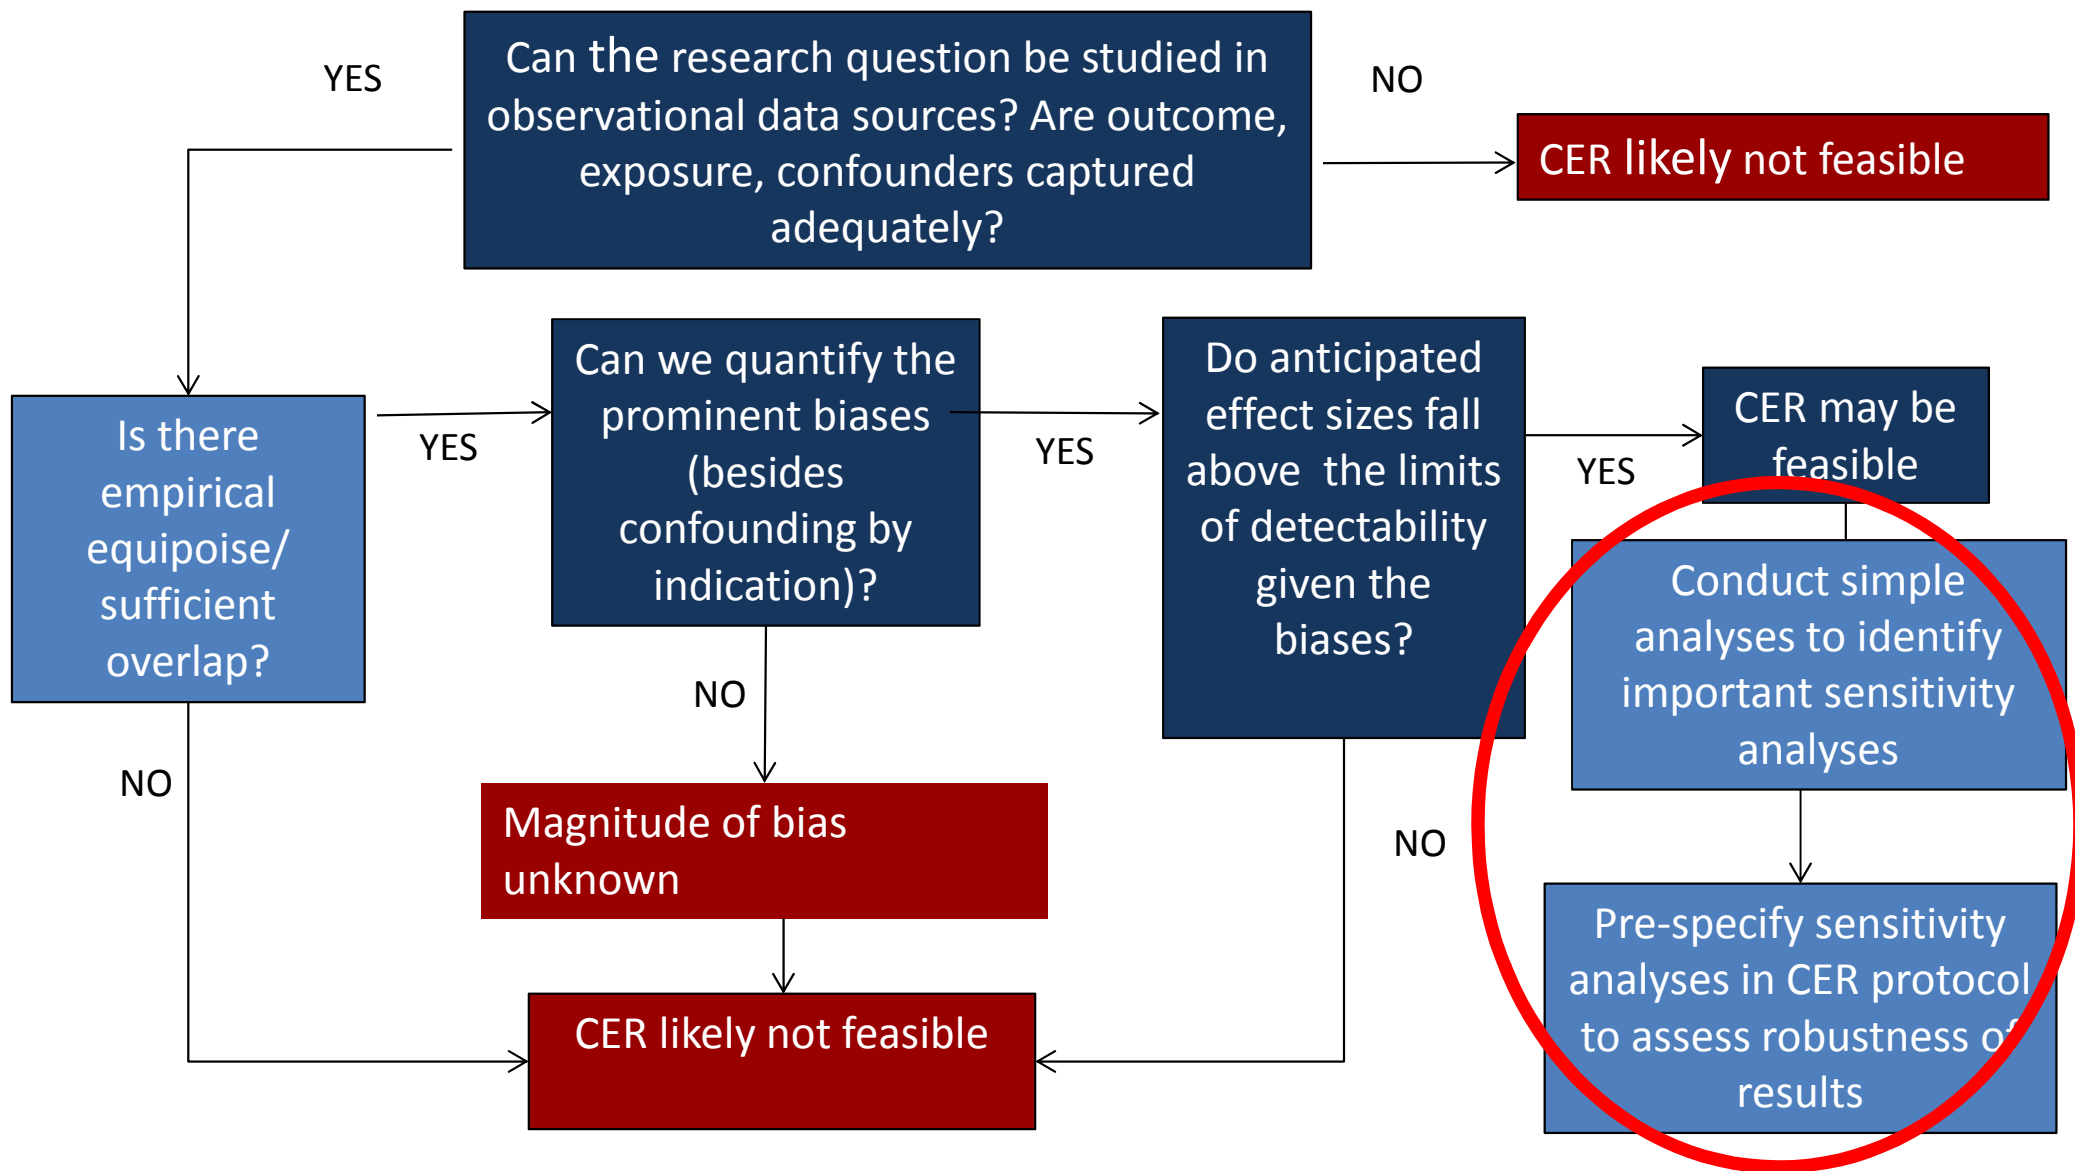 YES
Can the research question be studied in
observational data sources? Are outcome,
exposure, confounders captured
adequately?
NO
CER likely not feasible
Is there
empirical
equipoise/
sufficient
overlap?
YES
Can we quantify the
prominent biases
(besides
confounding by
indication)?
YES
Do anticipated
effect sizes fall
above the limits
of detectability
given the
biases?
YES
CER may be
feasible
Conduct simple
analyses to identify
important sensitivity
analyses
NO
NO
Magnitude of bias
unknown
NO
Pre-specify sensitivity
analyses in CER protocol
to assess robustness of
results
CER likely not feasible